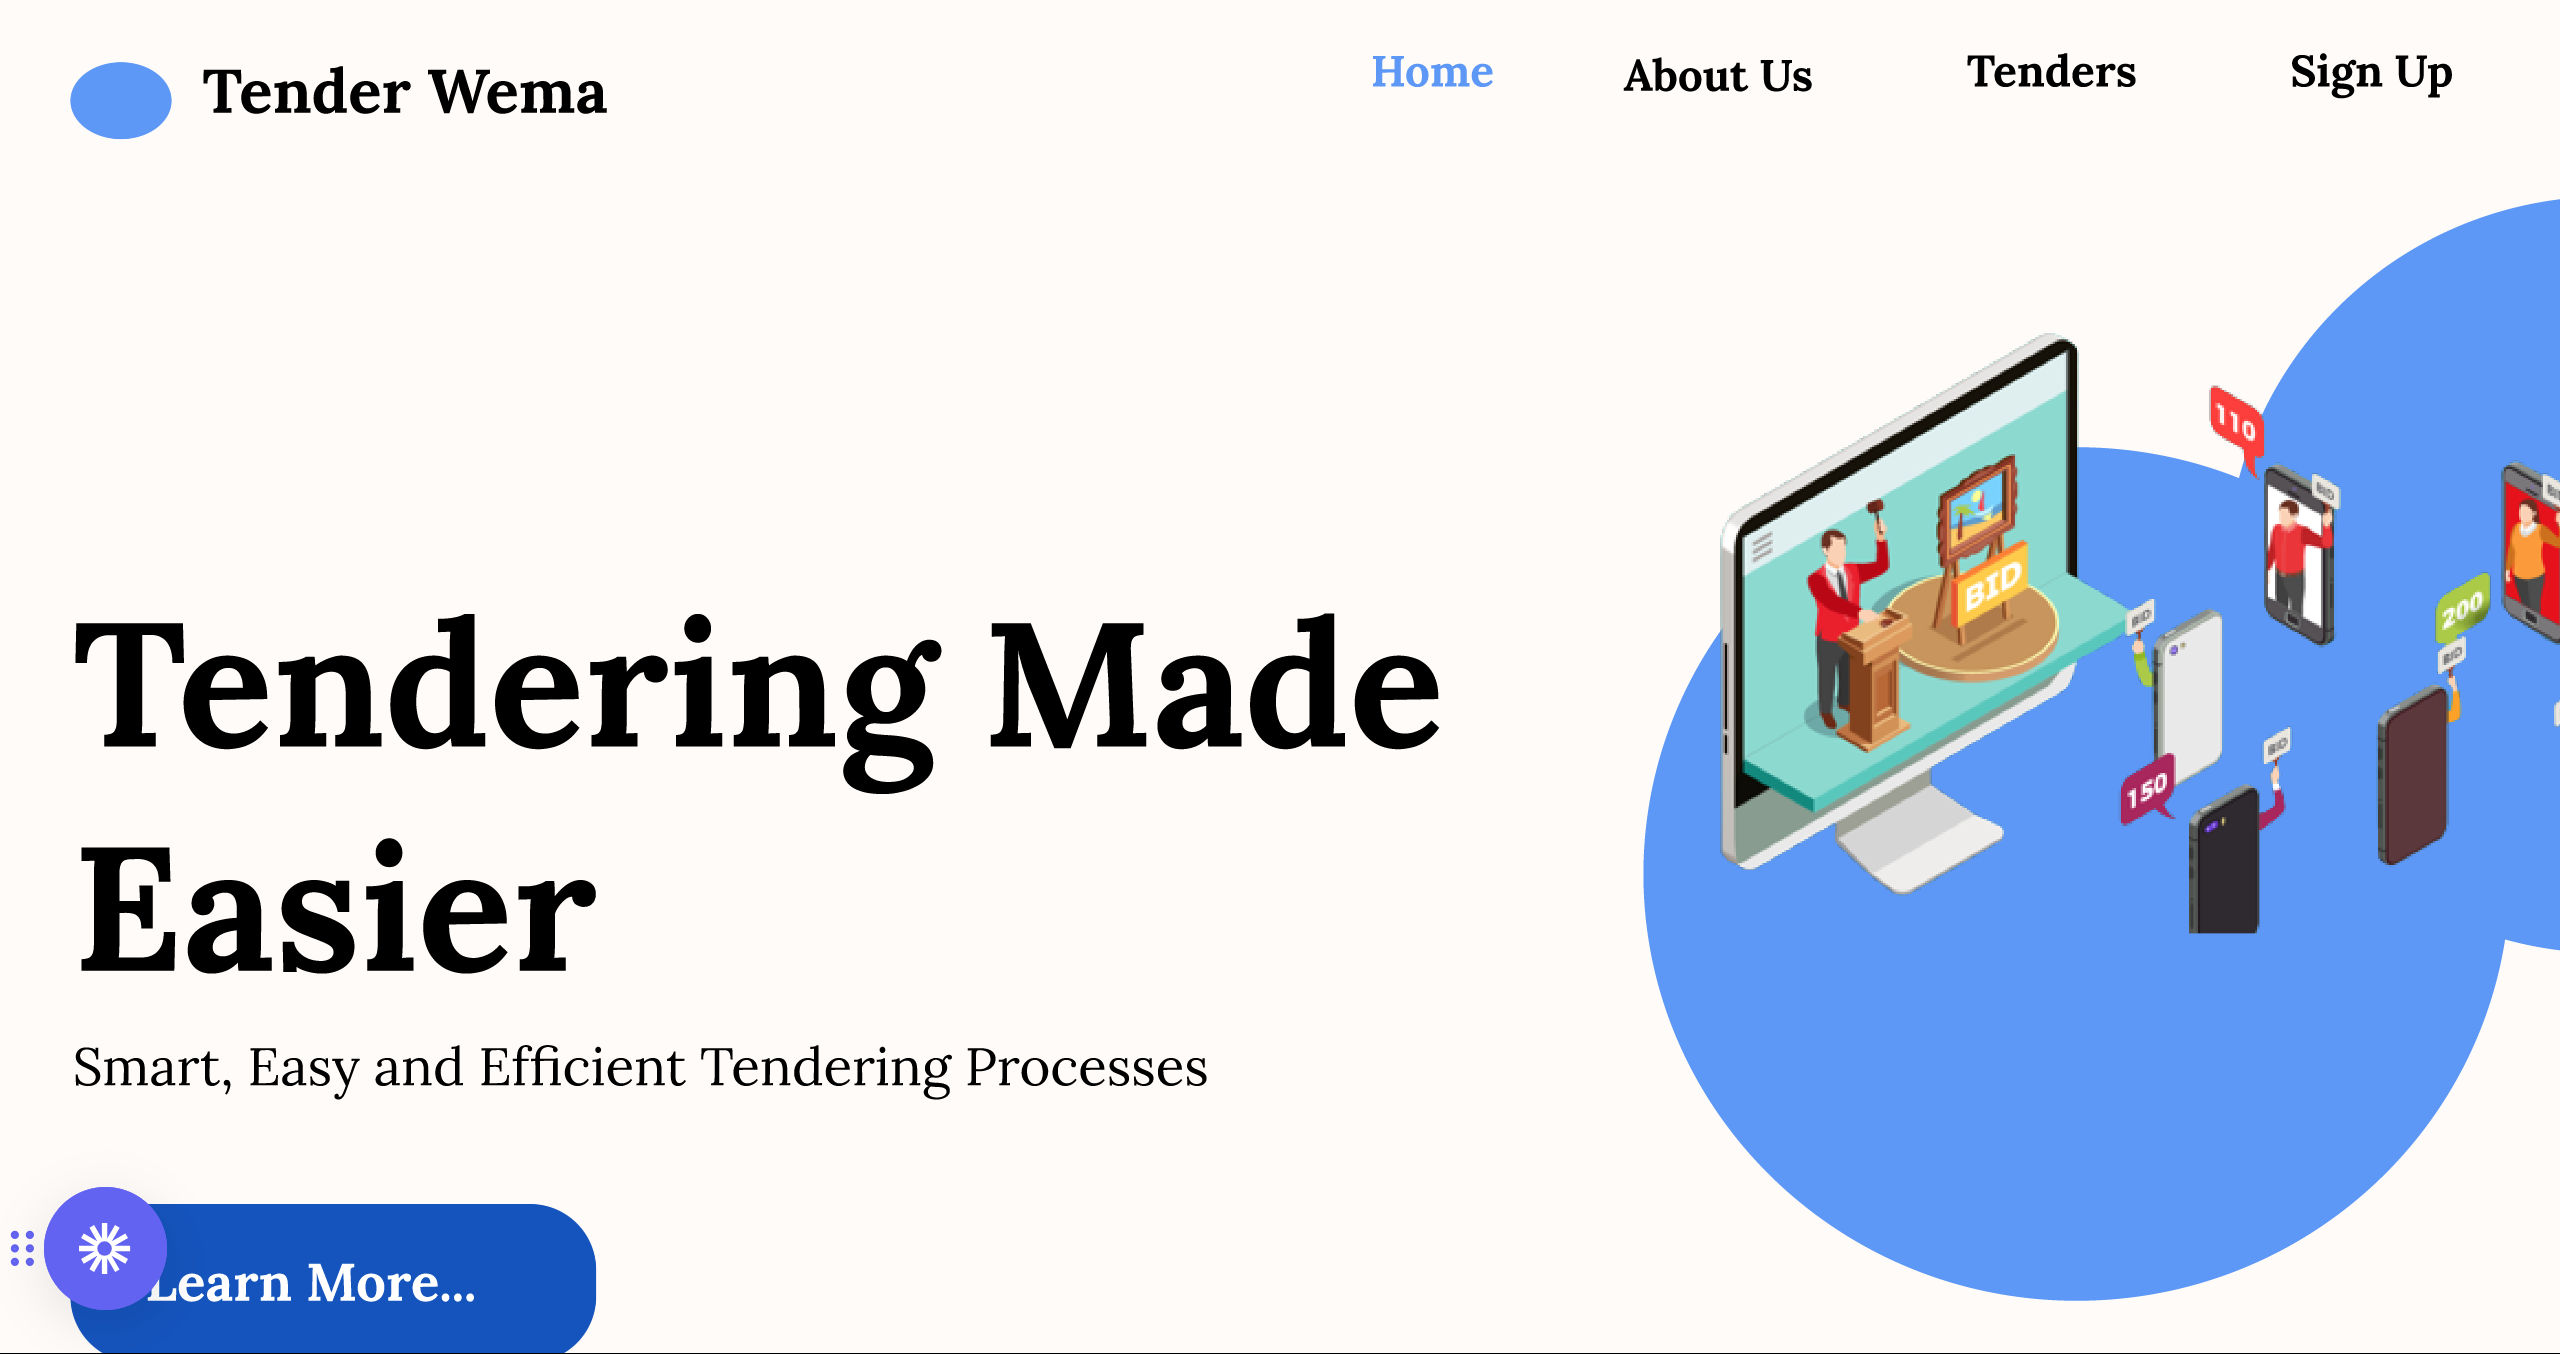 Tender Wema
Home
About Us
Tenders
Sign Up
Tendering Made
Easier
Smart, Easy and Efficient Tendering Processes
Learn More...
110
BID
BID
200
BID
BID
BID
150